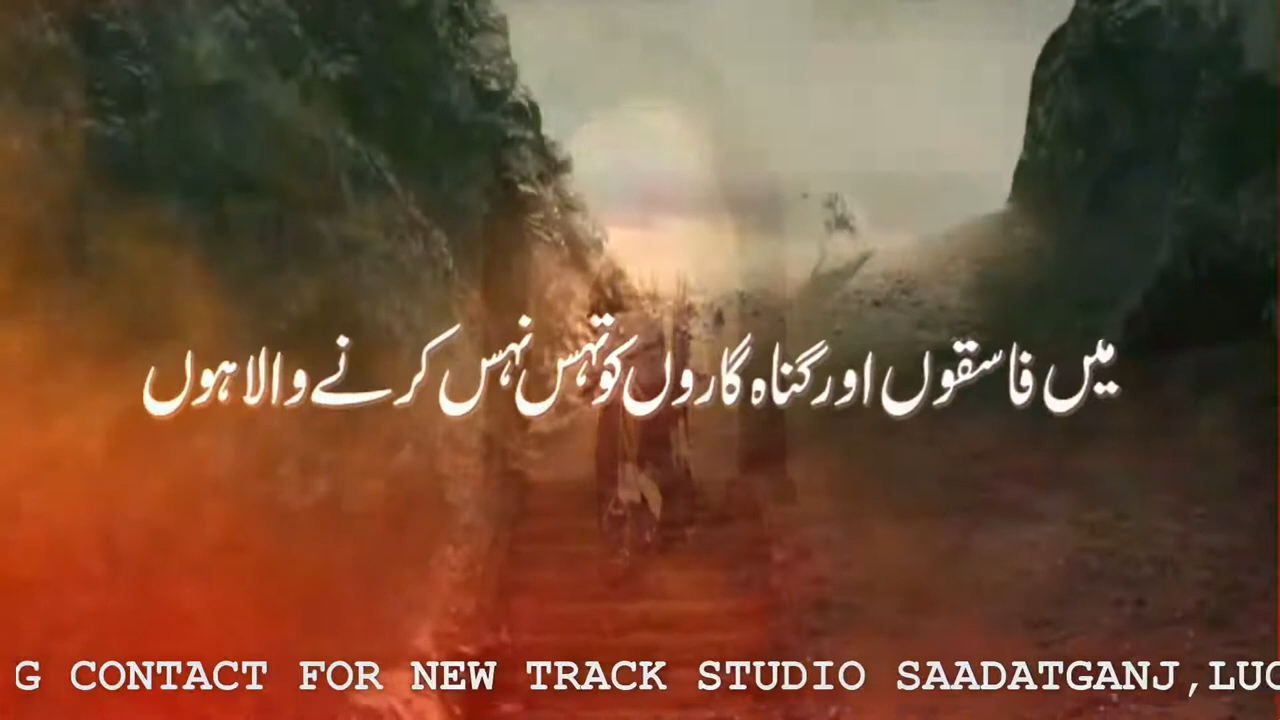 میں فاسقوں اور گناہ گاروں کو تہس نہس کرنے والا ہوں
G CONTACT FOR NEW TRACK STUDIO SAADATGANJ,LUC